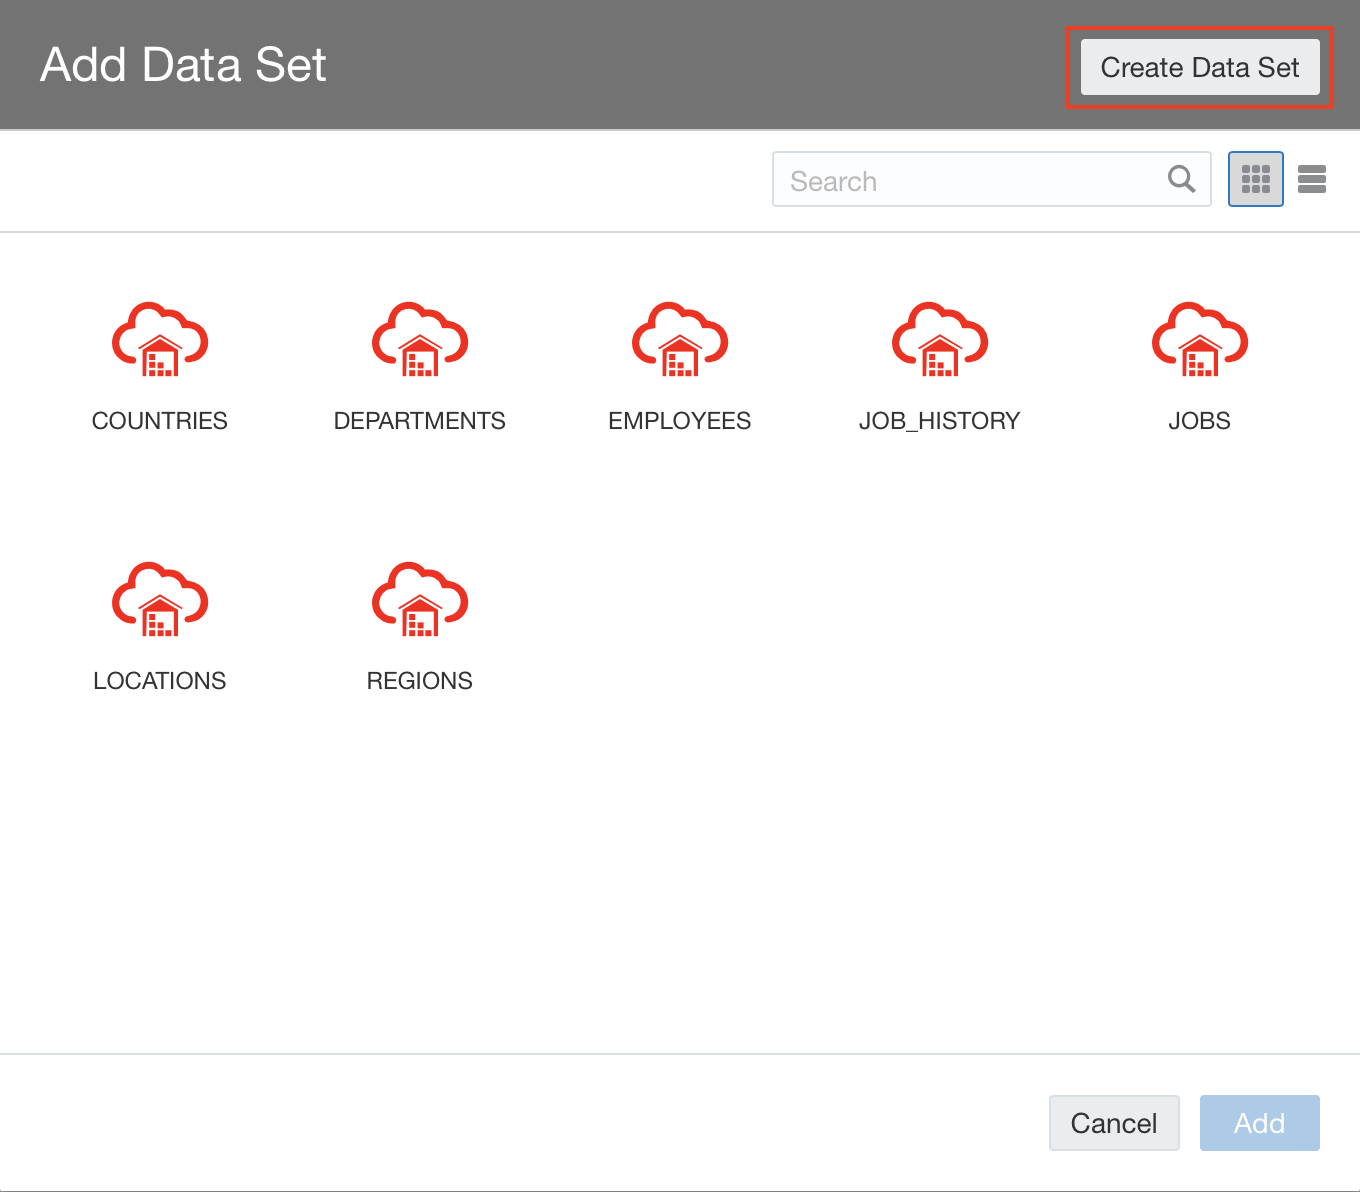 Add Data Set
Create Data Set
Search
COUNTRIES
DEPARTMENTS
EMPLOYEES
JOB_HISTORY
JOBS
LOCATIONS
REGIONS
Cancel
Add